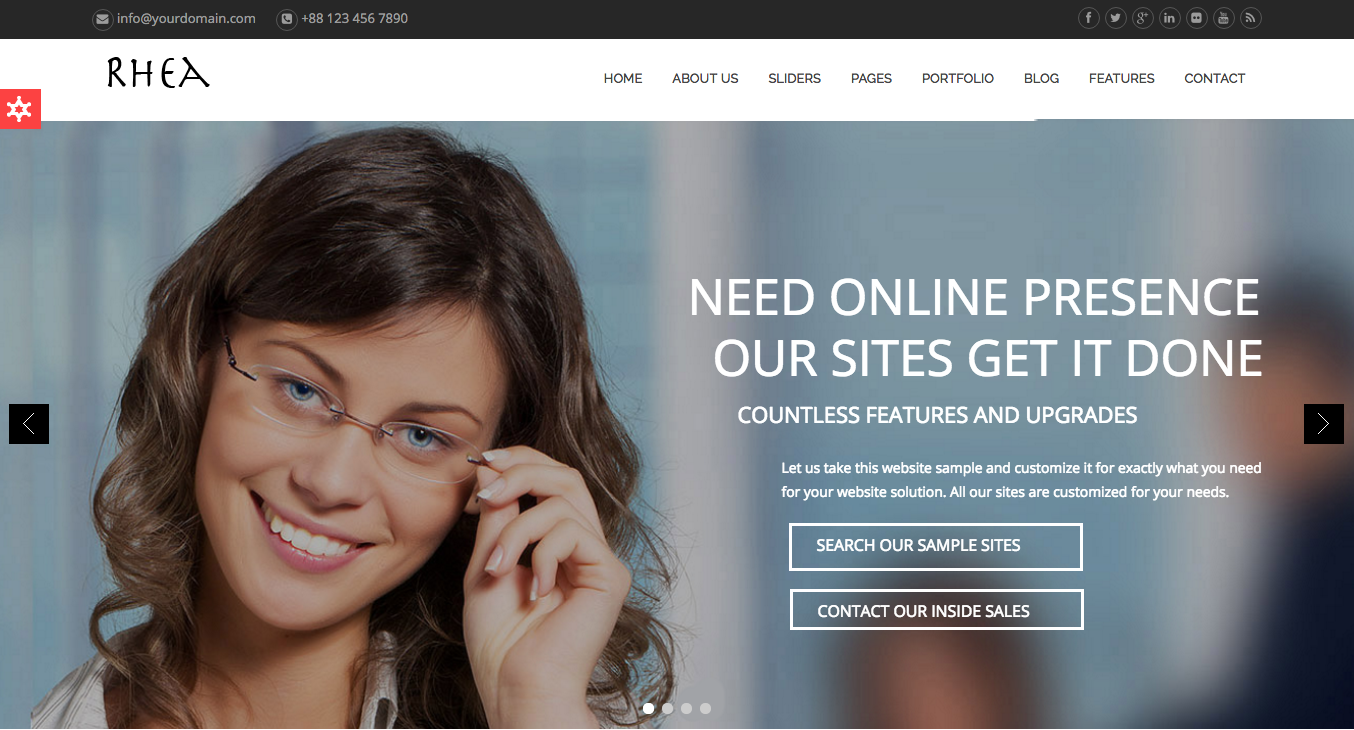 info@yourdomain.com +88 123 456 7890
RHEA
HOME ABOUT US SLIDERS PAGES PORTFOLIO BLOG FEATURES CONTACT
NEED ONLINE PRESENCE
OUR SITES GET IT DONE
COUNTLESS FEATURES AND UPGRADES
Let us take this website sample and customize it for exactly what you need
for your website solution. All our sites are customized for your needs.
SEARCH OUR SAMPLE SITES
CONTACT OUR INSIDE SALES